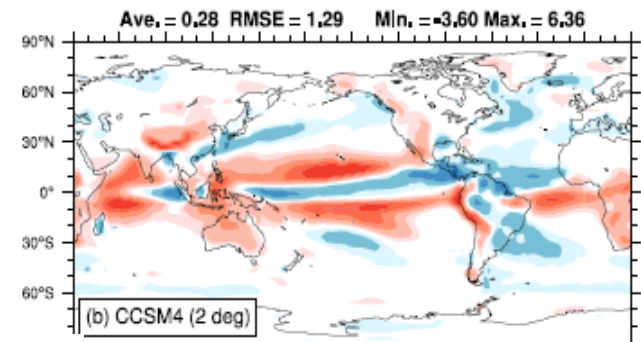 Ave. = 0.28 RMSE = 1.29 Min. = -3.60 Max. = 6.36
90°N
60°N
30°N
0°
30°S
60°S
(b) CCSM4 (2 deg)